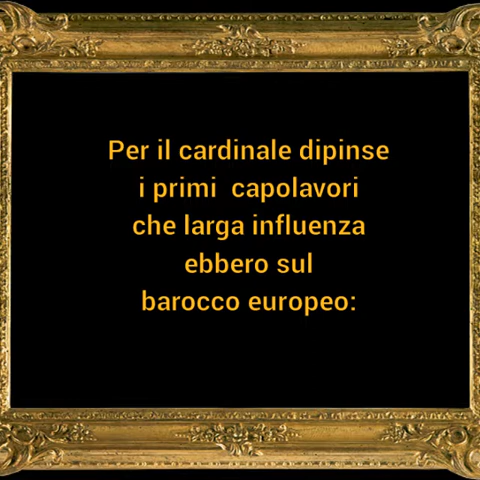 Per il cardinale dipinse
i primi  capolavori
che larga influenza
ebbero sul
barocco europeo: